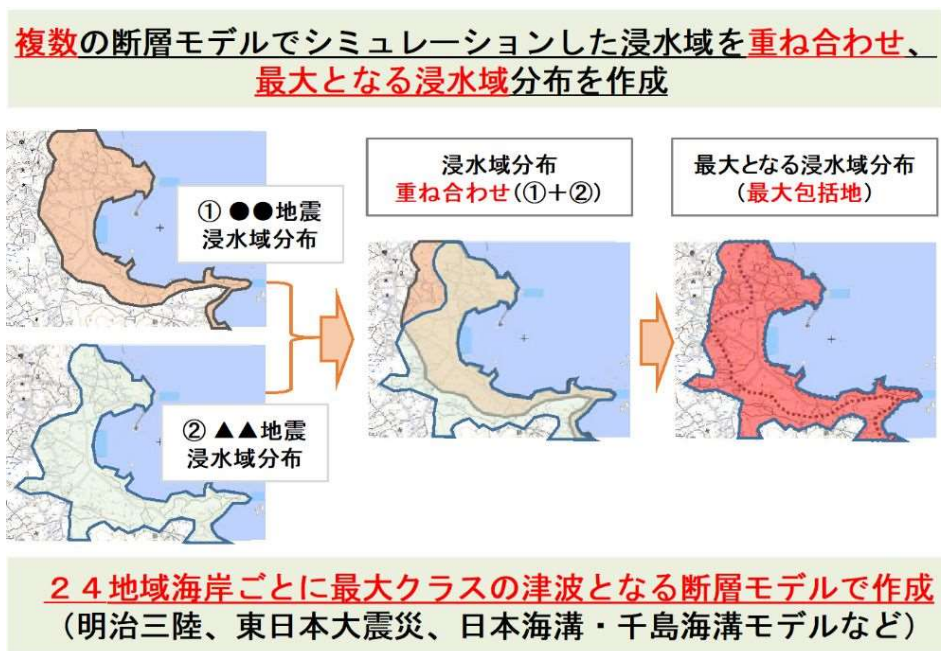 複数の断層モデルでシミュレーションした浸水域を重ね合わせ、
最大となる浸水域分布を作成
① ●●地震
浸水域分布
② ▲▲地震
浸水域分布
浸水域分布
重ね合わせ(①+②)
最大となる浸水域分布
(最大包括地)
24地域海岸ごとに最大クラスの津波となる断層モデルで作成
(明治三陸、東日本大震災、日本海溝・千島海溝モデルなど)